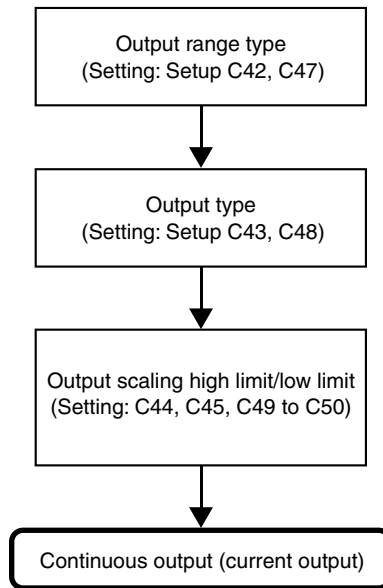 Output range type
(Setting: Setup C42, C47)
Output type
(Setting: Setup C43, C48)
Output scaling high limit/low limit
(Setting: C44, C45, C49 to C50)
Continuous output (current output)